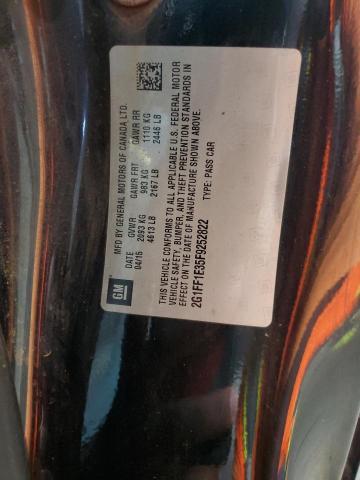 MFD BY GENERAL MOTORS OF CANADA LTD.
DATE GVWR GAWR FRT GAWR RR
04/15 2093 KG 983 KG 1110 KG
4613 LB 2167 LB 2446 LB
THIS VEHICLE CONFORMS TO ALL APPLICABLE U.S. FEDERAL MOTOR
VEHICLE SAFETY, BUMPER, AND THEFT PREVENTION STANDARDS IN
EFFECT ON THE DATE OF MANUFACTURE SHOWN ABOVE.
2G1FF1E35F9252822 TYPE: PASS CAR
GM